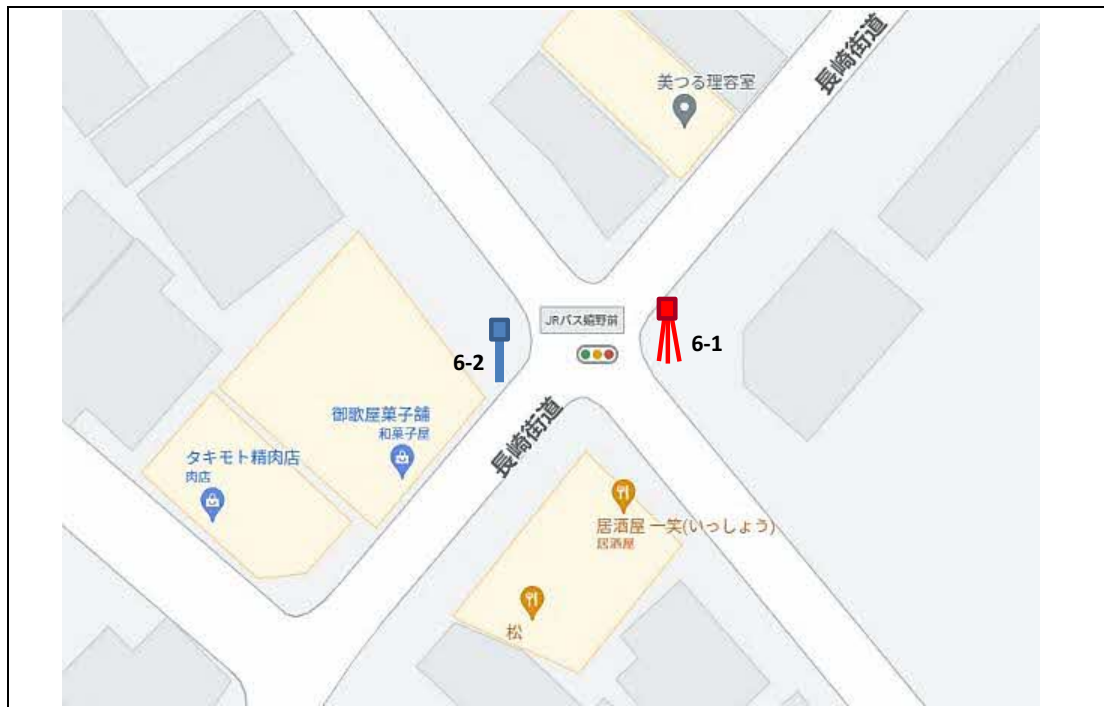 長崎街道
美つる理容室
JRバス嬉野前
6-1
6-2
御歌屋菓子舗
和菓子屋
長崎街道
タキモト精肉店
肉店
居酒屋 一笑(いっしょう)
居酒屋
松